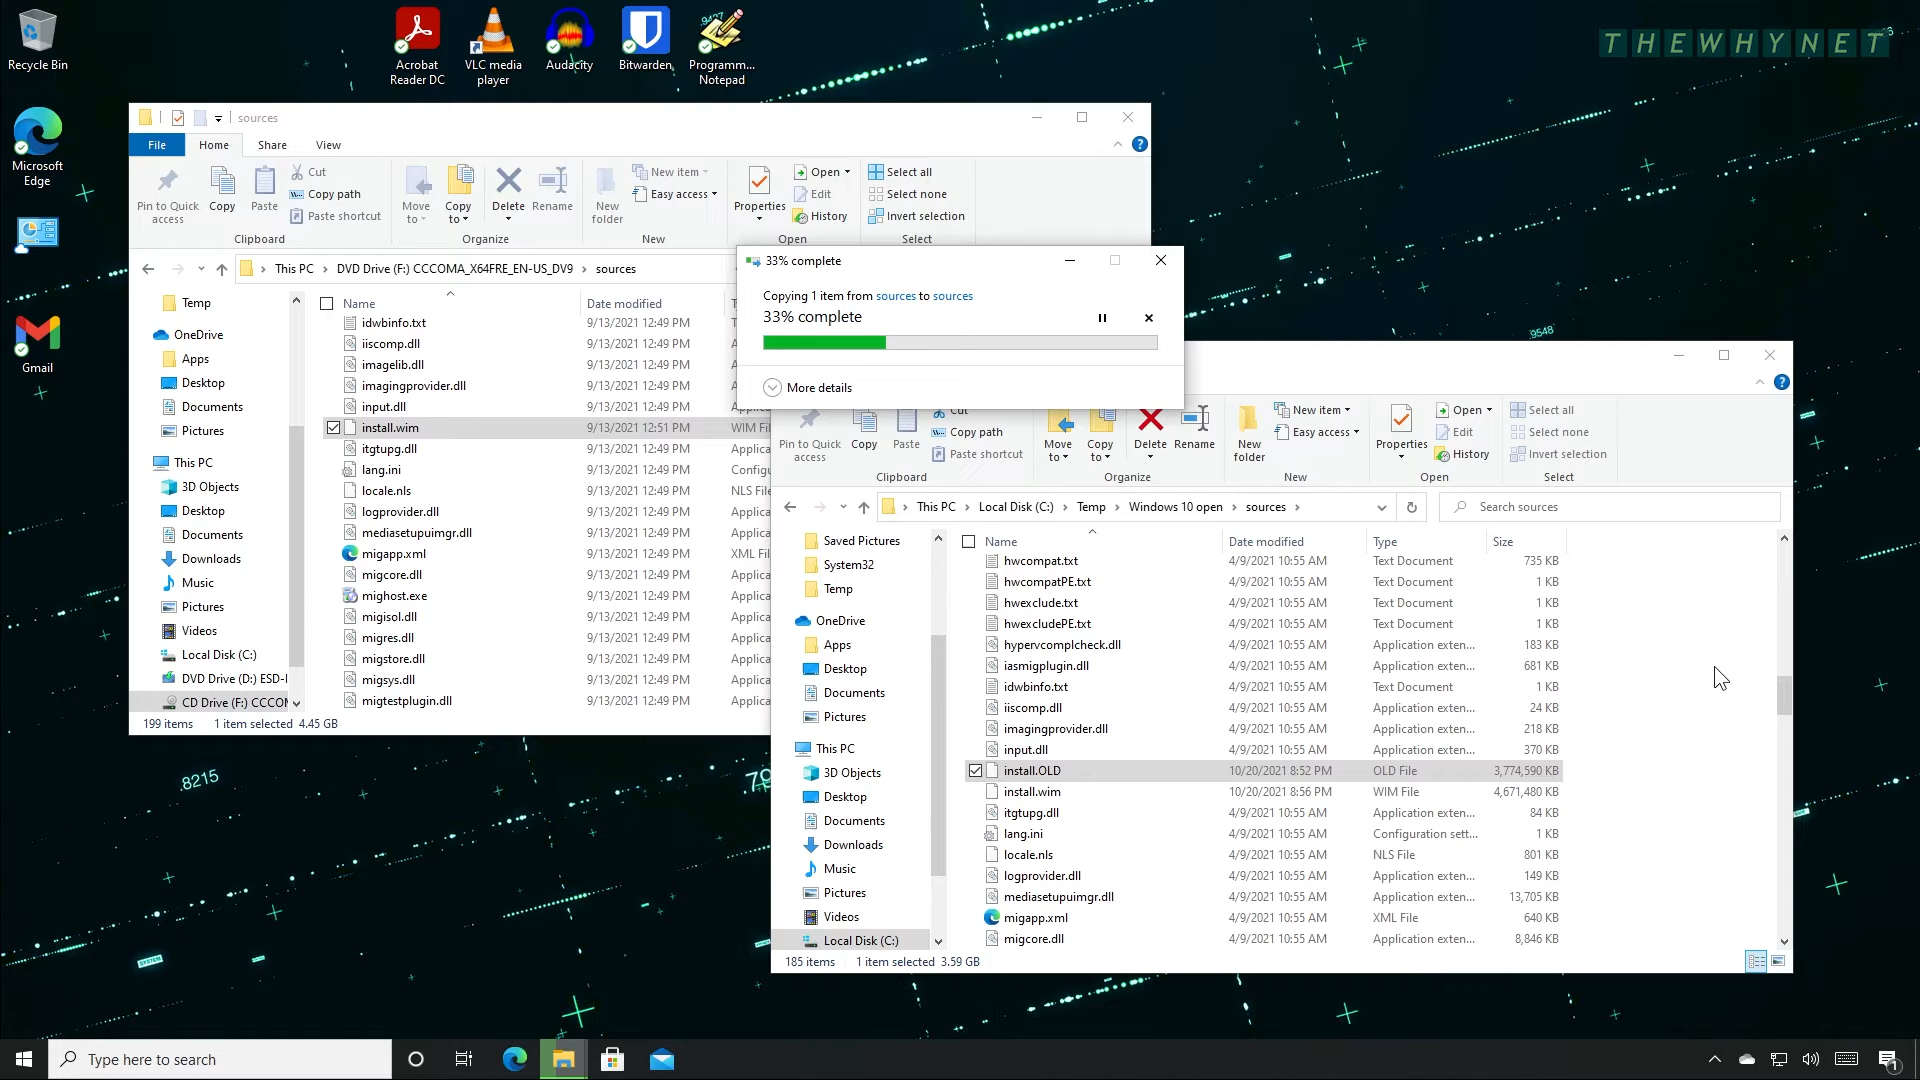 Recycle Bin
Microsoft
Edge
Gmail
Acrobat
Reader DC
VLC media
player
Audacity
Bitwarden
Programm...
Notepad
THEWHYNET
sources
File
Home
Share
View
Pin to Quick
access
Copy
Paste
Cut
Copy path
Paste shortcut
Clipboard
Move
to
Copy
to
Delete
Rename
Organize
New
folder
New item
Easy access
New
Properties
Open
Edit
History
Open
Select all
Select none
Invert selection
Select
This PC
DVD Drive (F:) CCCOMA_X64FRE_EN-US_DV9
sources
Temp
OneDrive
Apps
Desktop
Documents
Pictures
This PC
3D Objects
Desktop
Documents
Downloads
Music
Pictures
Videos
Local Disk (C:)
DVD Drive (D:) ESD-I
CD Drive (F:) CCCO
Name
Date modified
idwbinfo.txt 9/13/2021 12:49 PM
iiscomp.dll 9/13/2021 12:49 PM
imagelib.dll 9/13/2021 12:49 PM
imagingprovider.dll 9/13/2021 12:49 PM
input.dll 9/13/2021 12:49 PM
install.wim 9/13/2021 12:51 PM WIM Fil
itgtupg.dll 9/13/2021 12:49 PM Applica
lang.ini 9/13/2021 12:49 PM Configu
locale.nls 9/13/2021 12:49 PM NLS File
logprovider.dll 9/13/2021 12:49 PM Applica
mediasetupuimgr.dll 9/13/2021 12:49 PM Applica
migapp.xml 9/13/2021 12:49 PM XML Fil
migcore.dll 9/13/2021 12:49 PM Applica
mighost.exe 9/13/2021 12:49 PM Applica
migisol.dll 9/13/2021 12:49 PM Applica
migres.dll 9/13/2021 12:49 PM Applica
migstore.dll 9/13/2021 12:49 PM Applica
migsys.dll 9/13/2021 12:49 PM Applica
migtestplugin.dll 9/13/2021 12:49 PM Applica
199 items 1 item selected 4.45 GB
33% complete
Copying 1 item from sources to sources
33% complete
More details
Pin to Quick
access
Copy
Paste
Cut
Copy path
Paste shortcut
Clipboard
Move
to
Copy
to
Delete
Rename
Organize
New
folder
New item
Easy access
New
Properties
Open
Edit
History
Open
Select all
Select none
Invert selection
Select
This PC
Local Disk (C:)
Temp
Windows 10 open
sources
Search sources
Saved Pictures
System32
Temp
OneDrive
Apps
Desktop
Documents
Pictures
This PC
3D Objects
Desktop
Documents
Downloads
Music
Pictures
Videos
Local Disk (C:)
Name Date modified Type Size
hwcompat.txt 4/9/2021 10:55 AM Text Document 735 KB
hwcompatPE.txt 4/9/2021 10:55 AM Text Document 1 KB
hwexclude.txt 4/9/2021 10:55 AM Text Document 1 KB
hwexcludePE.txt 4/9/2021 10:55 AM Text Document 1 KB
hypervcomplcheck.dll 4/9/2021 10:55 AM Application exten... 183 KB
iasmigplugin.dll 4/9/2021 10:55 AM Application exten... 681 KB
idwbinfo.txt 4/9/2021 10:55 AM Text Document 1 KB
iiscomp.dll 4/9/2021 10:55 AM Application exten... 24 KB
imagingprovider.dll 4/9/2021 10:55 AM Application exten... 218 KB
input.dll 4/9/2021 10:55 AM Application exten... 370 KB
install.OLD 10/20/2021 8:52 PM OLD File 3,774,590 KB
install.wim 10/20/2021 8:56 PM WIM File 4,671,480 KB
itgtupg.dll 4/9/2021 10:55 AM Application exten... 84 KB
lang.ini 4/9/2021 10:55 AM Configuration sett... 1 KB
locale.nls 4/9/2021 10:55 AM NLS File 801 KB
logprovider.dll 4/9/2021 10:55 AM Application exten... 149 KB
mediasetupuimgr.dll 4/9/2021 10:55 AM Application exten... 13,705 KB
migapp.xml 4/9/2021 10:55 AM XML File 640 KB
migcore.dll 4/9/2021 10:55 AM Application exten... 8,846 KB
185 items 1 item selected 3.59 GB
.8215
79
9548
SYSTEM
Type here to search
1